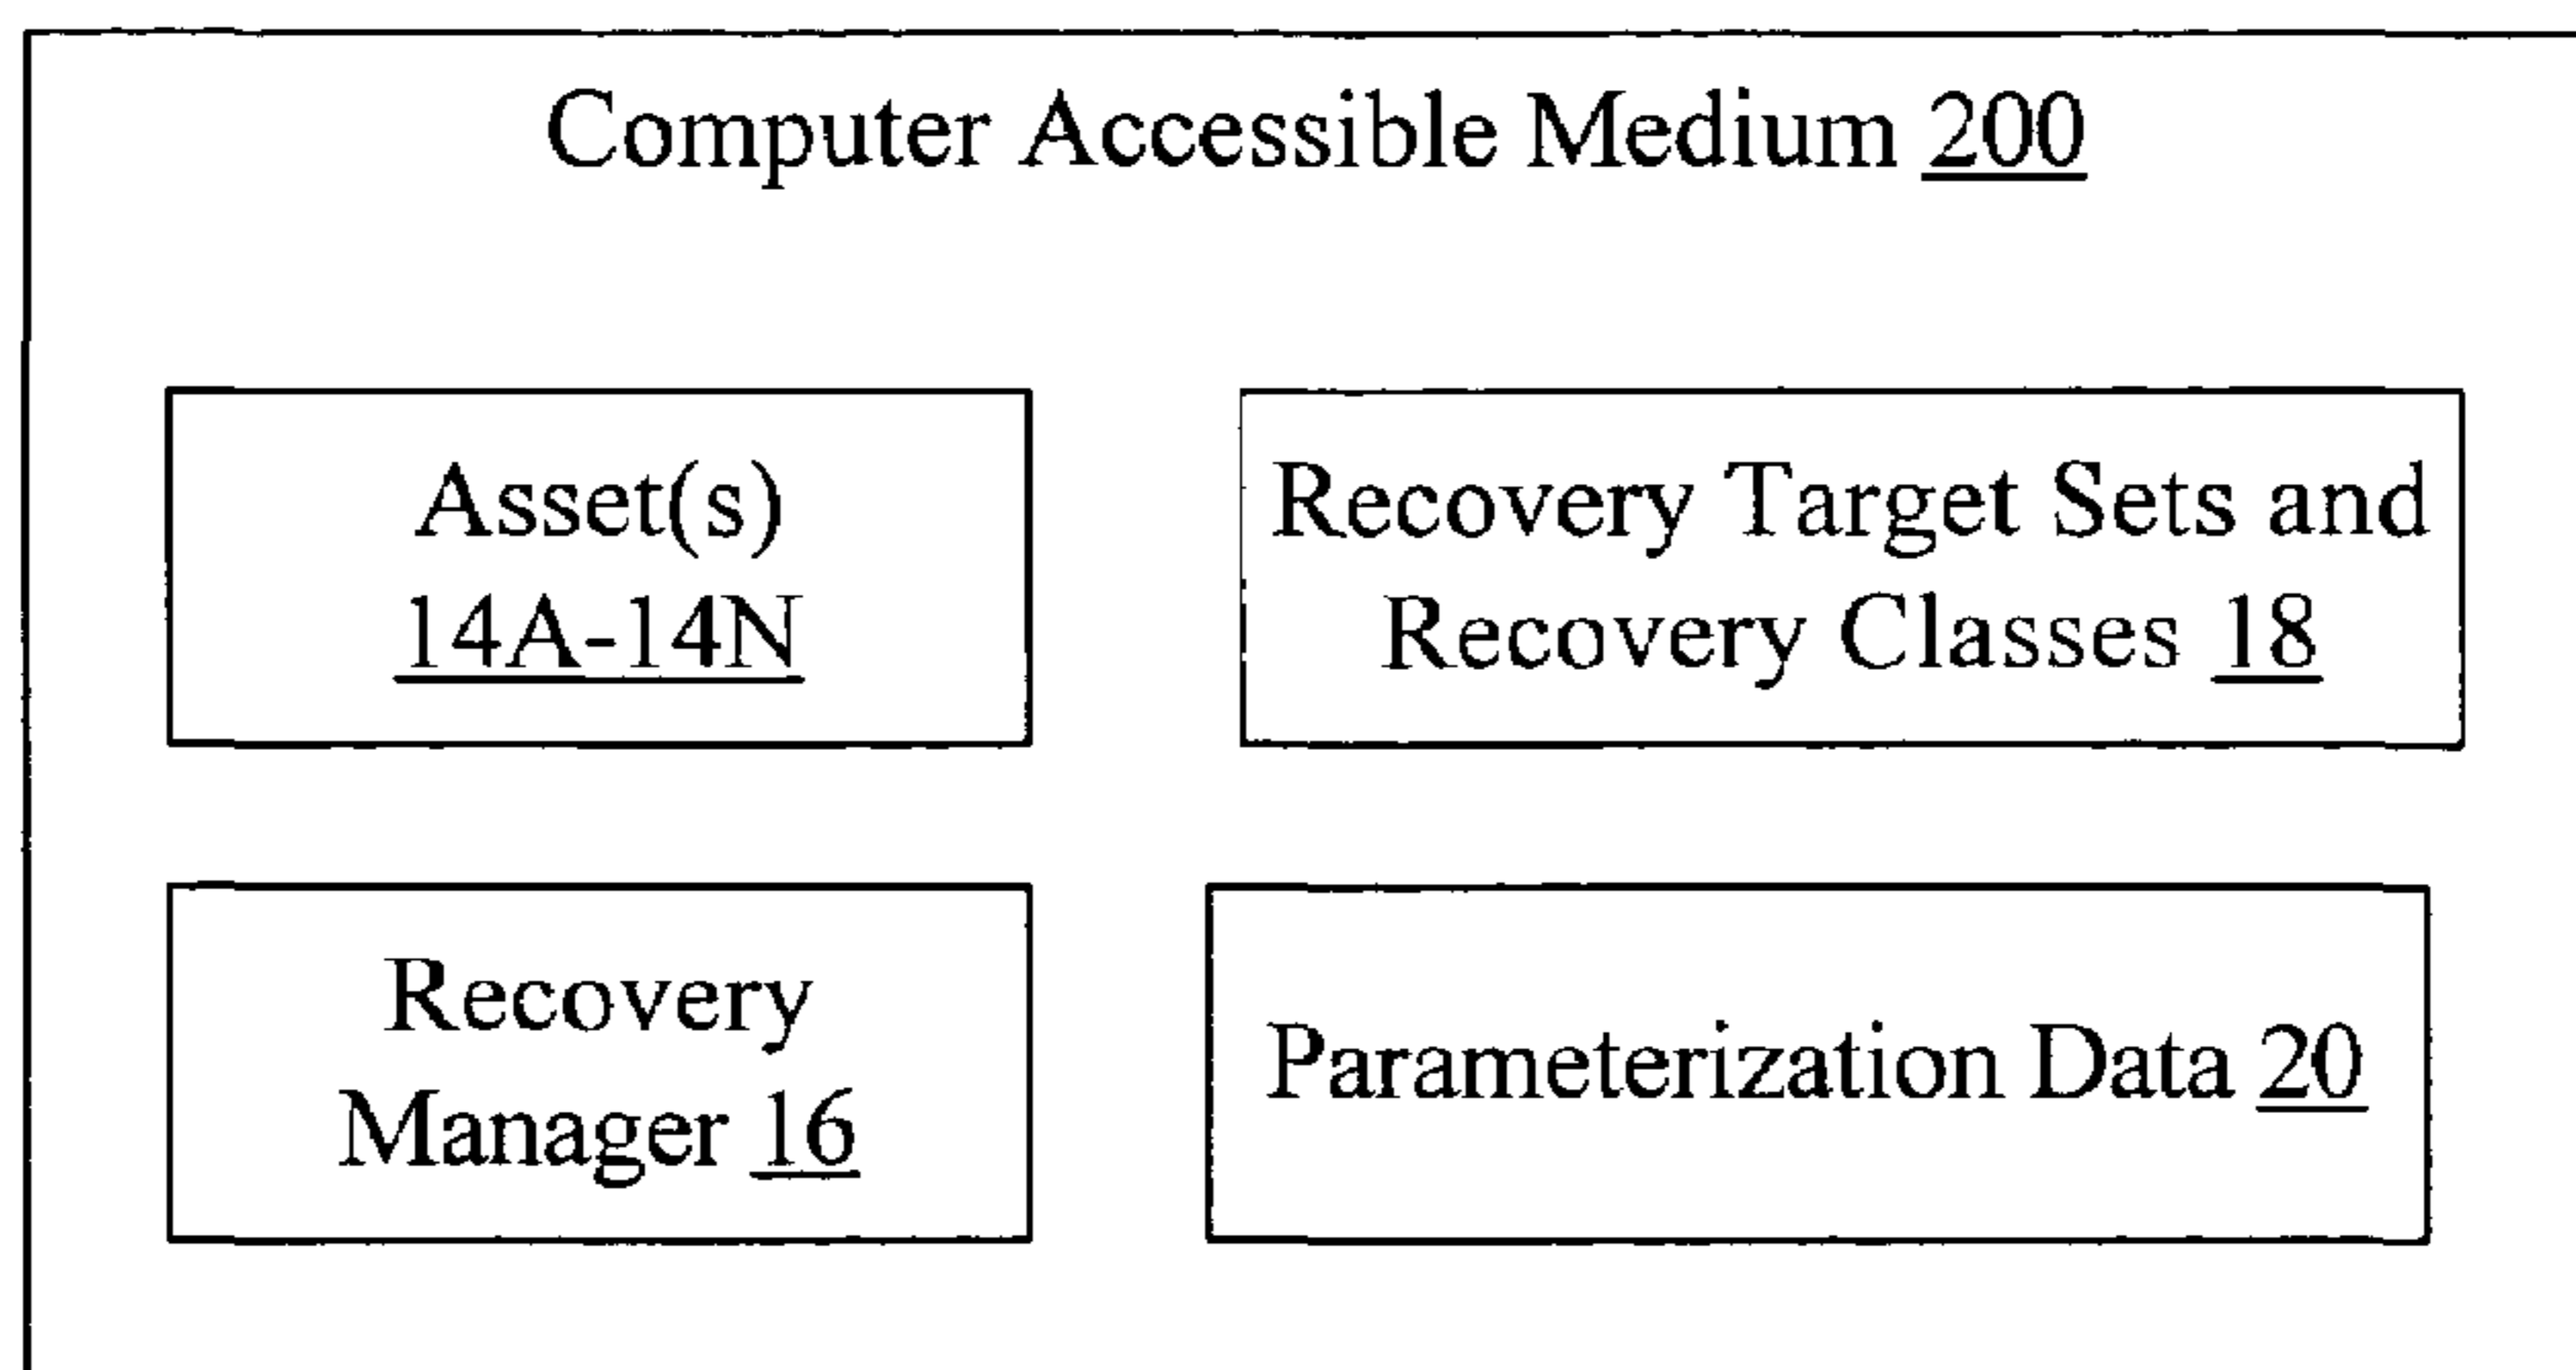 Computer Accessible Medium 200
Asset(s)
14A-14N
Recovery Target Sets and
Recovery Classes 18
Recovery
Manager 16
Parameterization Data 20